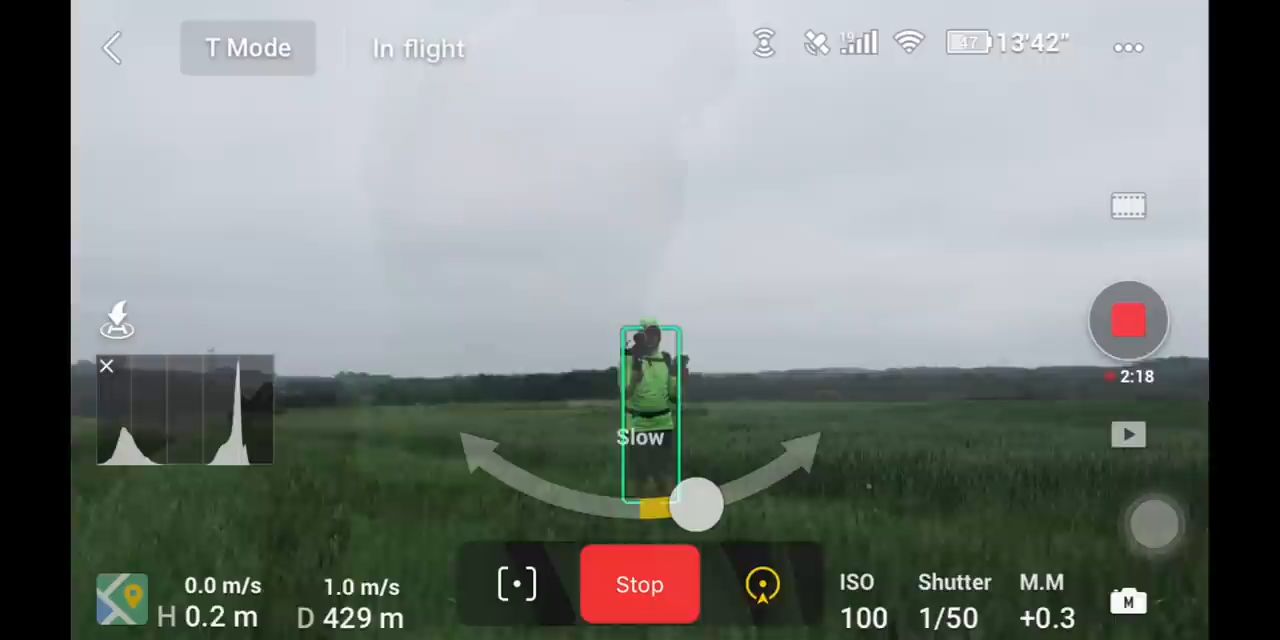 T Mode
In flight
19
47
13'42"
2:18
Slow
0.0 m/s
1.0 m/s
H 0.2 m
D 429 m
Stop
ISO
Shutter
M.M
100
1/50
+0.3
M